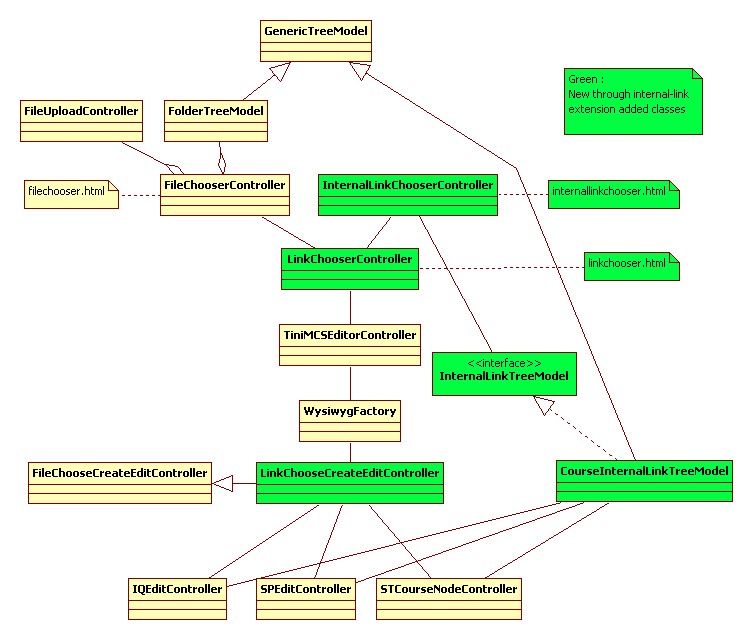 GenericTreeModel
Green :
New through internal-link
extension added classes
FileUploadController
FolderTreeModel
FileChooserController
InternalLinkChooserController
filechooser.html
internallinkchooser.html
LinkChooserController
linkchooser.html
TiniMCSEditorController
<<interface>>
InternalLinkTreeModel
WysiwygFactory
FileChooseCreateEditController
LinkChooseCreateEditController
CourseInternalLinkTreeModel
IQEditController
SPEditController
STCourseNodeController